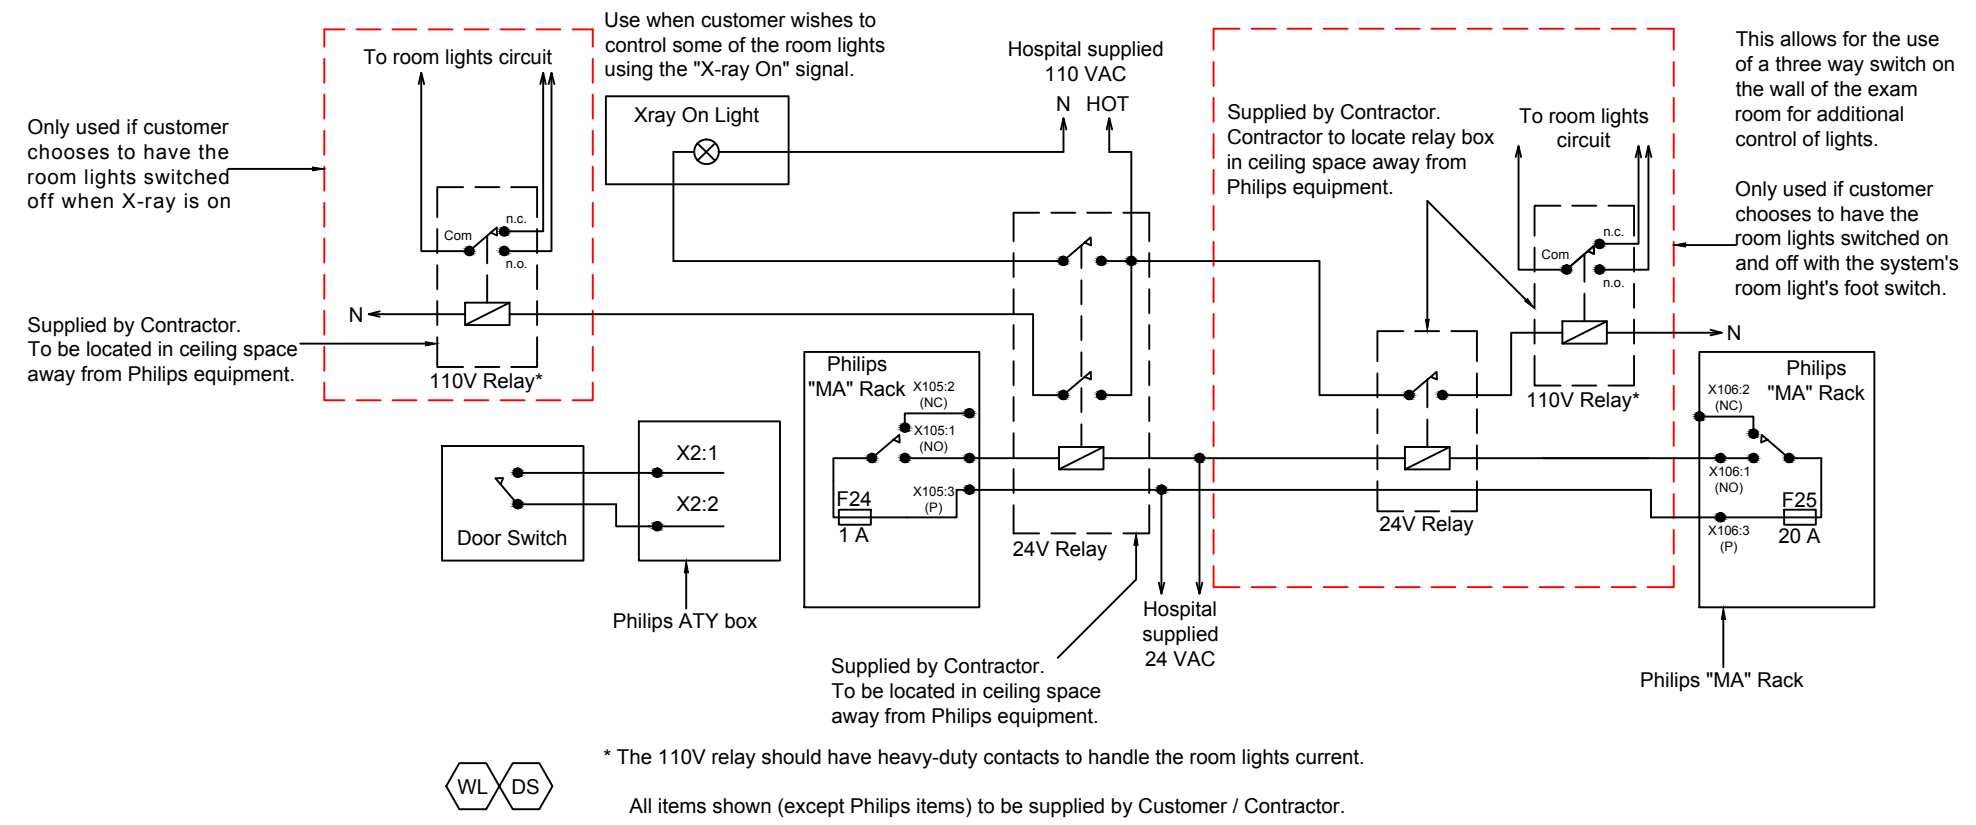 Only used if customer
chooses to have the
room lights switched
off when X-ray is on
Supplied by Contractor.
To be located in ceiling space
away from Philips equipment.
To room lights circuit
Com
n.c.
n.o.
N
110V Relay*
Use when customer wishes to
control some of the room lights
using the "X-ray On" signal.
Xray On Light
Hospital supplied
110 VAC
N HOT
Door Switch
X2:1
X2:2
Philips ATY box
Philips
"MA" Rack
X105:2
(NC)
X105:1
(NO)
X105:3
(P)
F24
1 A
24V Relay
Supplied by Contractor.
To be located in ceiling space
away from Philips equipment.
Hospital
supplied
24 VAC
Supplied by Contractor.
Contractor to locate relay box
in ceiling space away from
Philips equipment.
To room lights
circuit
Com
n.c.
n.o.
N
110V Relay*
24V Relay
This allows for the use
of a three way switch on
the wall of the exam
room for additional
control of lights.
Only used if customer
chooses to have the
room lights switched on
and off with the system's
room light's foot switch.
Philips
"MA" Rack
X106:2
(NC)
X106:1
(NO)
X106:3
(P)
F25
20 A
Philips "MA" Rack
WL DS
* The 110V relay should have heavy-duty contacts to handle the room lights current.
All items shown (except Philips items) to be supplied by Customer / Contractor.